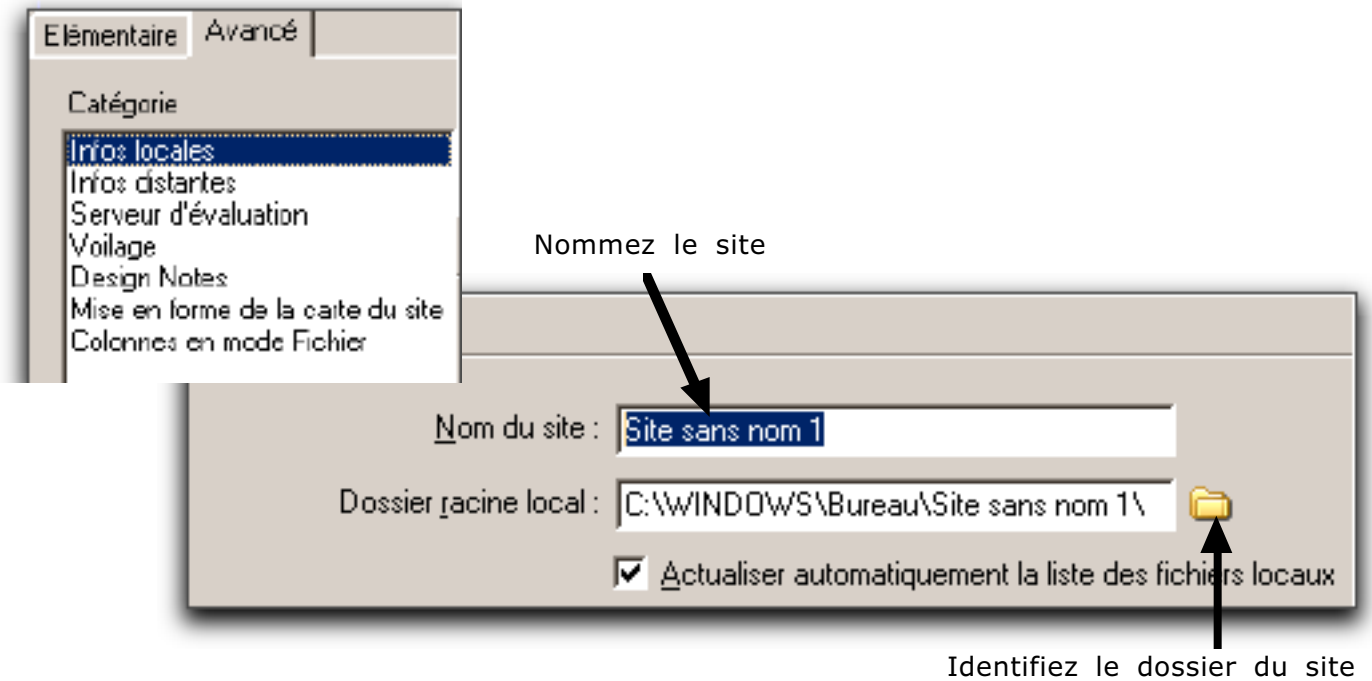 Elémentaire Avancé
Catégorie
Infos locales
Infos distantes
Serveur d'évaluation
Voilage
Design Notes
Mise en forme de la carte du site
Colonnes en mode Fichier
Nommez le site
Nom du site : Site sans nom 1
Dossier racine local : C:\WINDOWS\Bureau\Site sans nom 1\
Actualiser automatiquement la liste des fichiers locaux
Identifiez le dossier du site